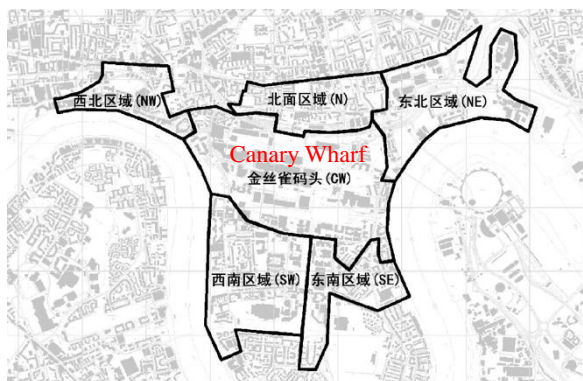 西北区域(NW)
北面区域(N)
东北区域(NE)
Canary Wharf
金丝雀码头(CW)
西南区域(SW)
东南区域(SE)